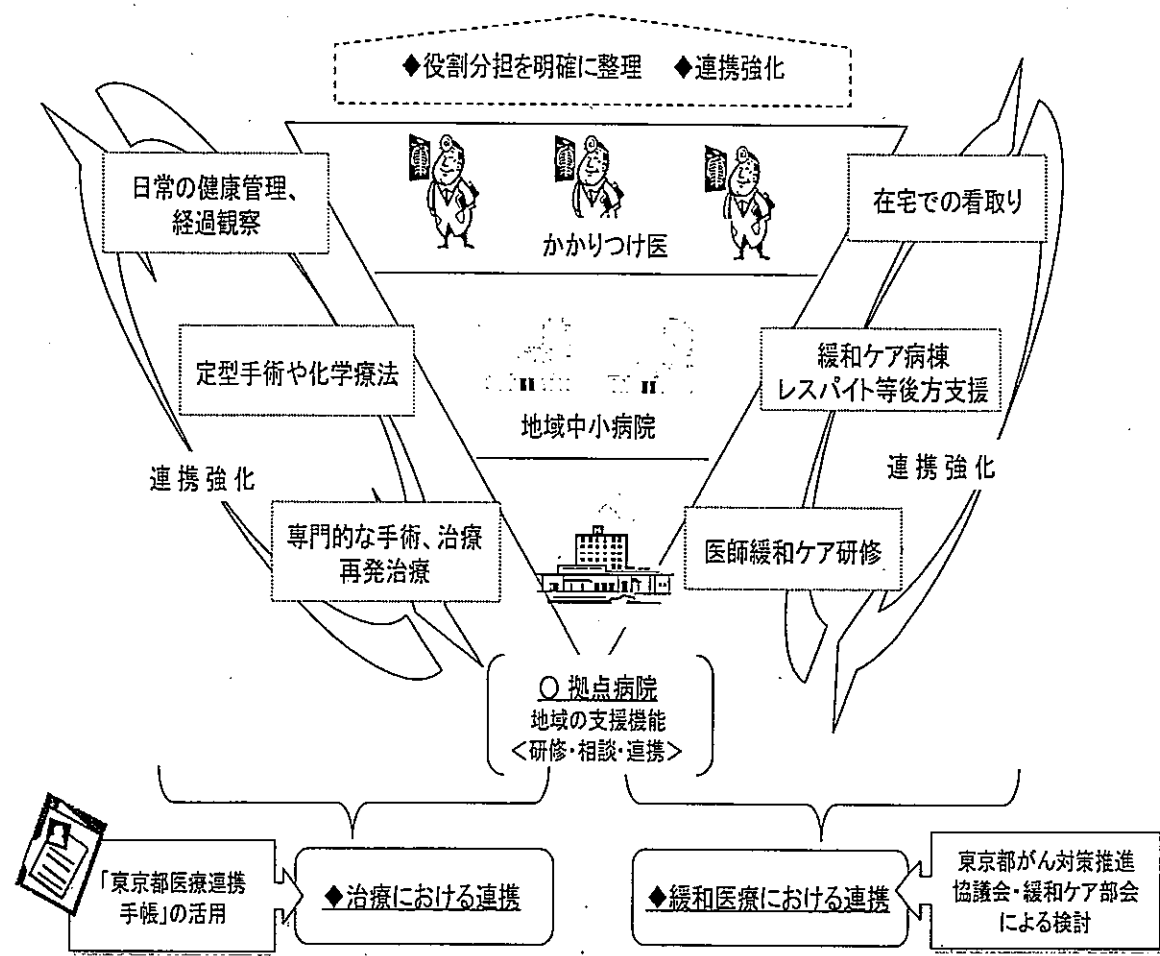 ◆役割分担を明確に整理　◆連携強化
日常の健康管理、
経過観察
かかりつけ医
在宅での看取り
定型手術や化学療法
地域中小病院
緩和ケア病棟
レスパイト等後方支援
連携強化
連携強化
専門的な手術、治療
再発治療
医師緩和ケア研修
○ 拠点病院
地域の支援機能
＜研修・相談・連携＞
「東京都医療連携
手帳」の活用
◆治療における連携
◆緩和医療における連携
東京都がん対策推進
協議会・緩和ケア部会
による検討